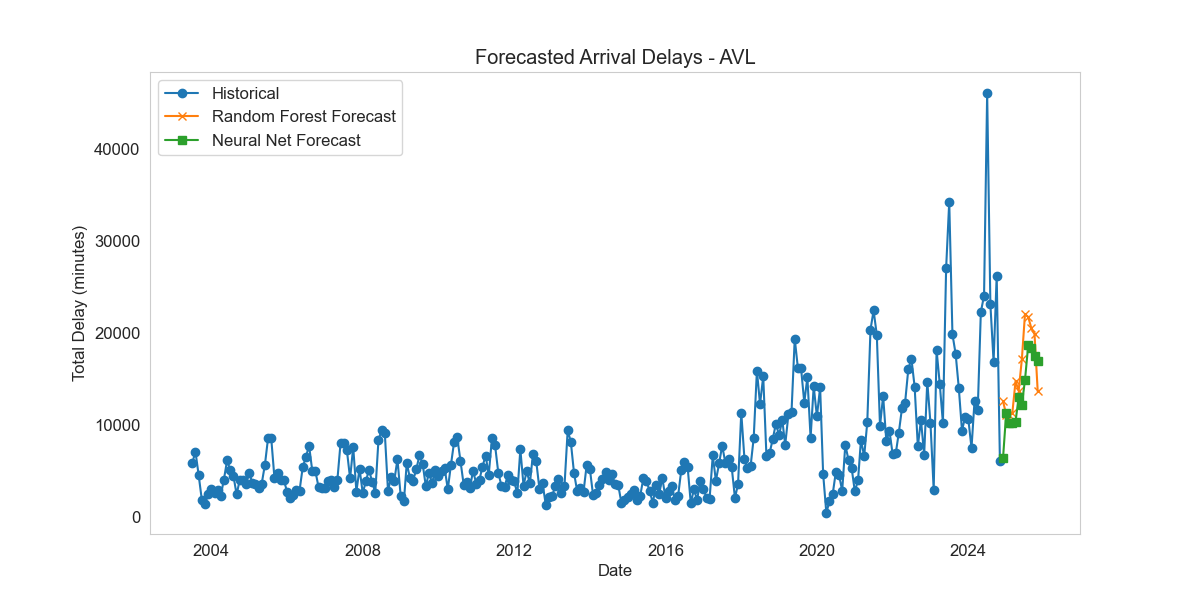 Forecasted Arrival Delays - AVL
Historical
Random Forest Forecast
Neural Net Forecast
Total Delay (minutes)
40000
30000
20000
10000
0
2004 2008 2012 2016 2020 2024
Date